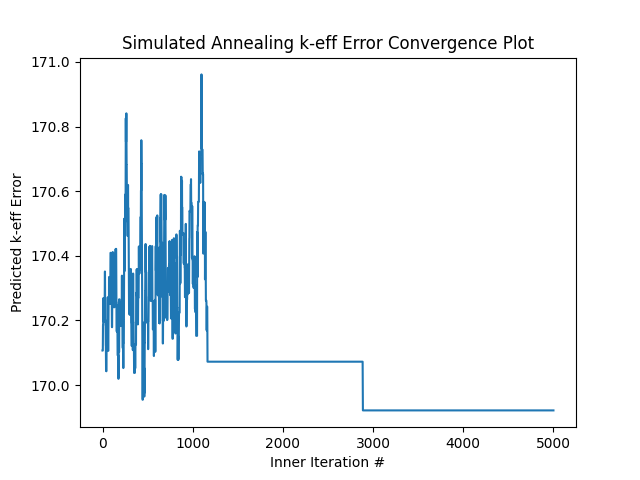 Simulated Annealing k-eff Error Convergence Plot
171.0
170.8
170.6
170.4
170.2
170.0
Predicted k-eff Error
0 1000 2000 3000 4000 5000
Inner Iteration #